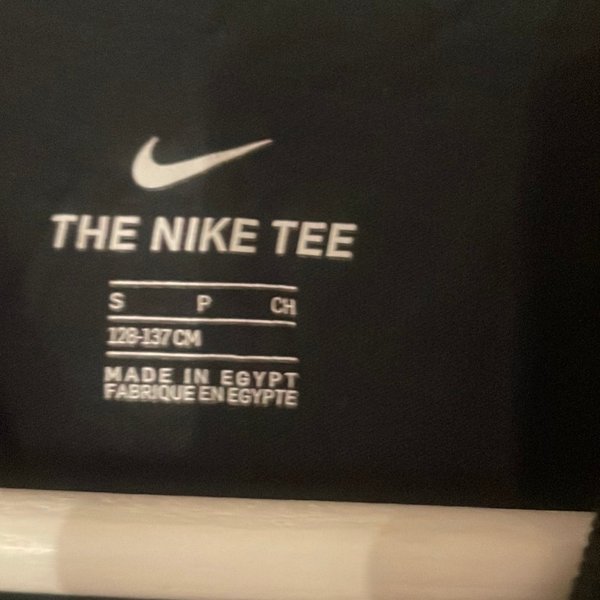 THE NIKE TEE
S P CH
128-137 CM
MADE IN EGYPT
FABRIQUE EN EGYPTE